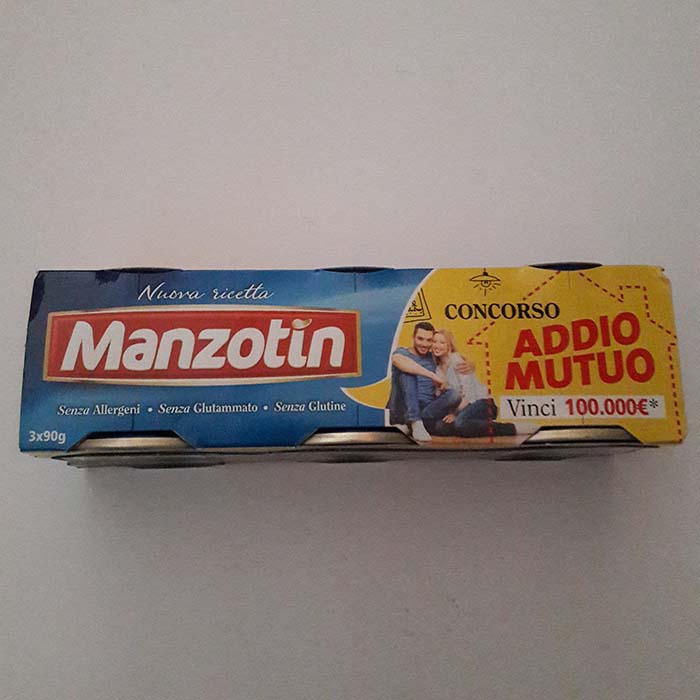 Nuova ricetta
Manzotin
Senza Allergeni • Senza Glutammato • Senza Glutine
3x90g
CONCORSO
ADDIO
MUTUO
Vinci 100.000€*